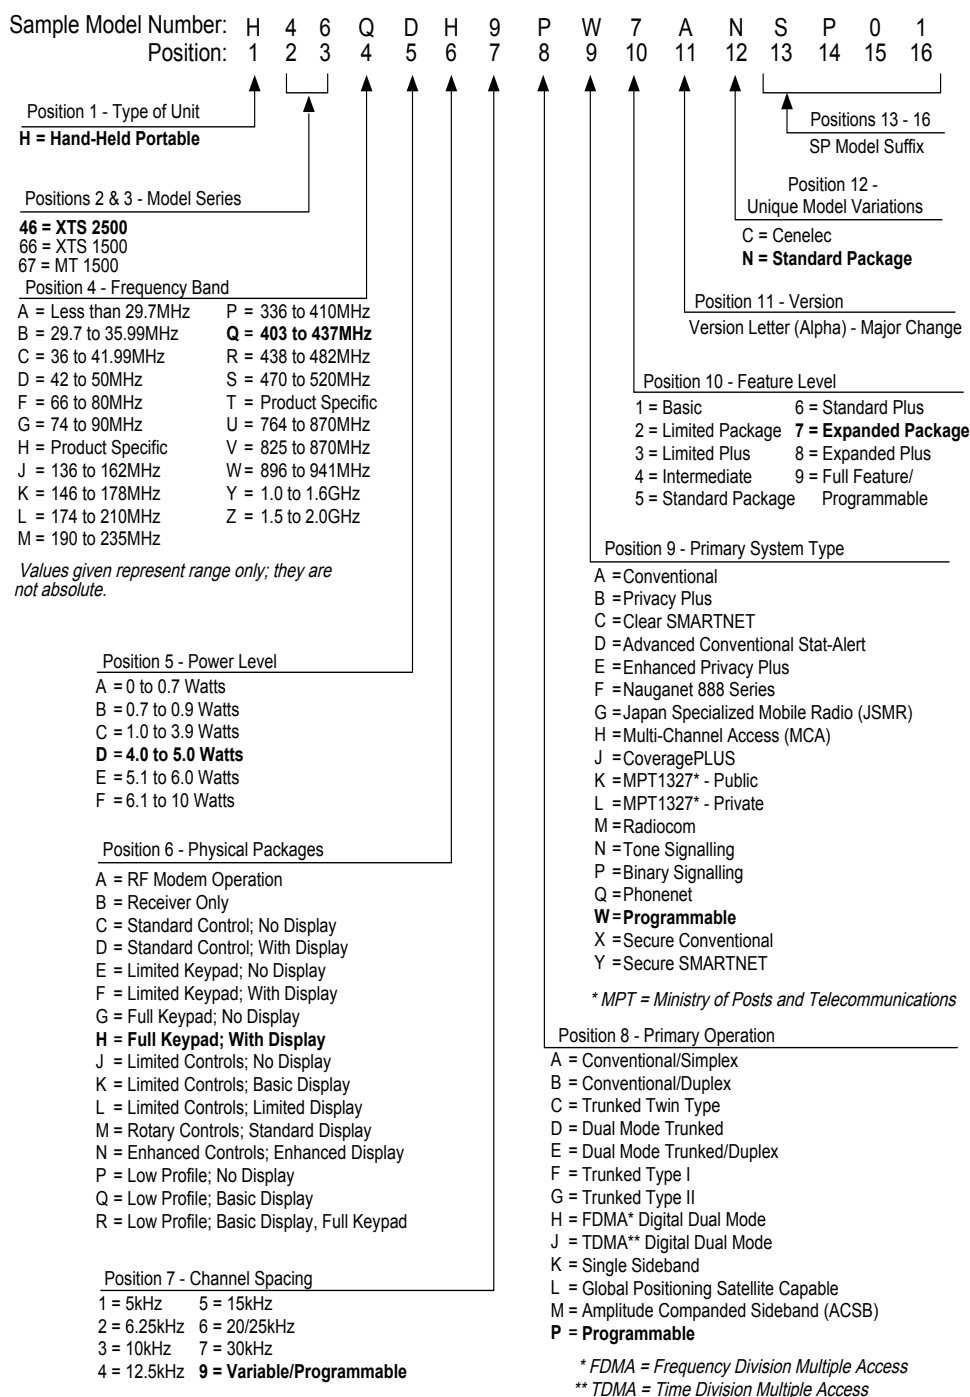 Sample Model Number: H 4 6 Q D H 9 P W 7 A N S P 0 1
Position: 1 2 3 4 5 6 7 8 9 10 11 12 13 14 15 16
Position 1 - Type of Unit
H = Hand-Held Portable
Positions 2 & 3 - Model Series
46 = XTS 2500
66 = XTS 1500
67 = MT 1500
Position 4 - Frequency Band
A = Less than 29.7MHz
B = 29.7 to 35.99MHz
C = 36 to 41.99MHz
D = 42 to 50MHz
F = 66 to 80MHz
G = 74 to 90MHz
H = Product Specific
J = 136 to 162MHz
K = 146 to 178MHz
L = 174 to 210MHz
M = 190 to 235MHz
P = 336 to 410MHz
Q = 403 to 437MHz
R = 438 to 482MHz
S = 470 to 520MHz
T = Product Specific
U = 764 to 870MHz
V = 825 to 870MHz
W = 896 to 941MHz
Y = 1.0 to 1.6GHz
Z = 1.5 to 2.0GHz
Values given represent range only; they are
not absolute.
Position 5 - Power Level
A = 0 to 0.7 Watts
B = 0.7 to 0.9 Watts
C = 1.0 to 3.9 Watts
D = 4.0 to 5.0 Watts
E = 5.1 to 6.0 Watts
F = 6.1 to 10 Watts
Position 6 - Physical Packages
A = RF Modem Operation
B = Receiver Only
C = Standard Control; No Display
D = Standard Control; With Display
E = Limited Keypad; No Display
F = Limited Keypad; With Display
G = Full Keypad; No Display
H = Full Keypad; With Display
J = Limited Controls; No Display
K = Limited Controls; Basic Display
L = Limited Controls; Limited Display
M = Rotary Controls; Standard Display
N = Enhanced Controls; Enhanced Display
P = Low Profile; No Display
Q = Low Profile; Basic Display
R = Low Profile; Basic Display, Full Keypad
Position 7 - Channel Spacing
1 = 5kHz
2 = 6.25kHz
3 = 10kHz
4 = 12.5kHz
5 = 15kHz
6 = 20/25kHz
7 = 30kHz
9 = Variable/Programmable
Positions 13 - 16
SP Model Suffix
Position 12 -
Unique Model Variations
C = Cenelec
N = Standard Package
Position 11 - Version
Version Letter (Alpha) - Major Change
Position 10 - Feature Level
1 = Basic
2 = Limited Package
3 = Limited Plus
4 = Intermediate
5 = Standard Package
6 = Standard Plus
7 = Expanded Package
8 = Expanded Plus
9 = Full Feature/
Programmable
Position 9 - Primary System Type
A = Conventional
B = Privacy Plus
C = Clear SMARTNET
D = Advanced Conventional Stat-Alert
E = Enhanced Privacy Plus
F = Nauganet 888 Series
G = Japan Specialized Mobile Radio (JSMR)
H = Multi-Channel Access (MCA)
J = CoveragePLUS
K = MPT1327* - Public
L = MPT1327* - Private
M = Radiocom
N = Tone Signalling
P = Binary Signalling
Q = Phonenet
W = Programmable
X = Secure Conventional
Y = Secure SMARTNET
* MPT = Ministry of Posts and Telecommunications
Position 8 - Primary Operation
A = Conventional/Simplex
B = Conventional/Duplex
C = Trunked Twin Type
D = Dual Mode Trunked
E = Dual Mode Trunked/Duplex
F = Trunked Type I
G = Trunked Type II
H = FDMA* Digital Dual Mode
J = TDMA** Digital Dual Mode
K = Single Sideband
L = Global Positioning Satellite Capable
M = Amplitude Companded Sideband (ACSB)
P = Programmable
* FDMA = Frequency Division Multiple Access
** TDMA = Time Division Multiple Access